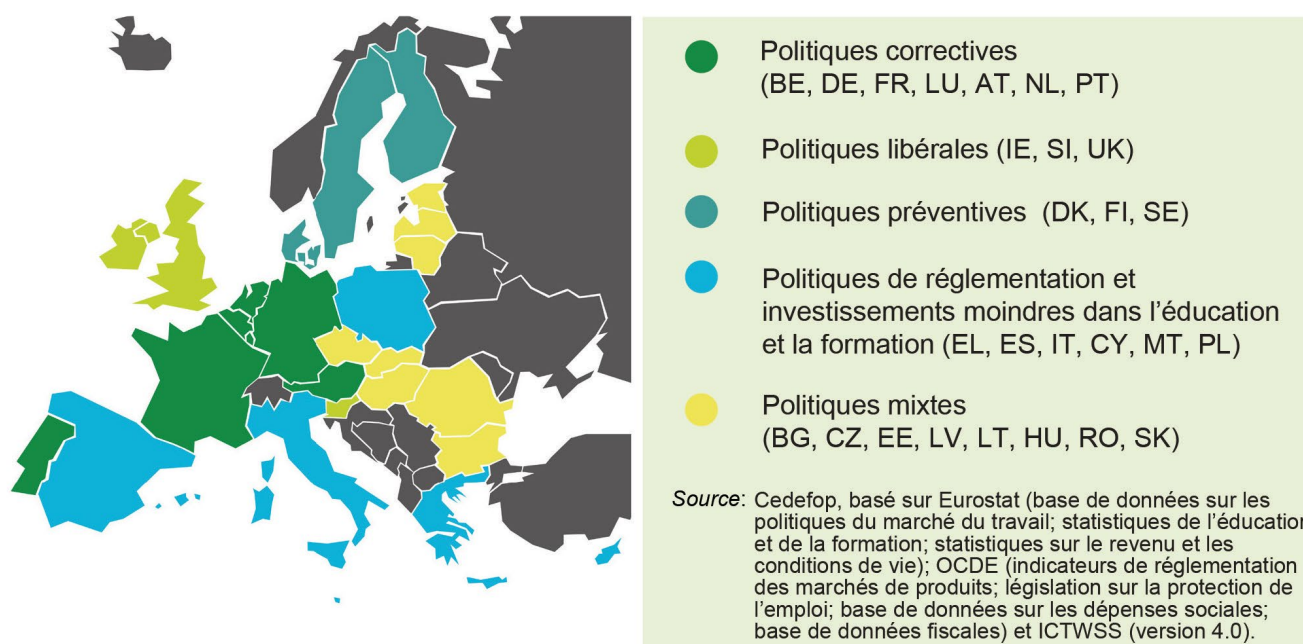 Politiques correctives
(BE, DE, FR, LU, AT, NL, PT)
Politiques libérales (IE, SI, UK)
Politiques préventives (DK, FI, SE)
Politiques de réglementation et
investissements moindres dans l’éducation
et la formation (EL, ES, IT, CY, MT, PL)
Politiques mixtes
(BG, CZ, EE, LV, LT, HU, RO, SK)
Source: Cedefop, basé sur Eurostat (base de données sur les
politiques du marché du travail; statistiques de l’éducation
et de la formation; statistiques sur le revenu et les
conditions de vie); OCDE (indicateurs de réglementation
des marchés de produits; législation sur la protection de
l’emploi; base de données sur les dépenses sociales;
base de données fiscales) et ICTWSS (version 4.0).